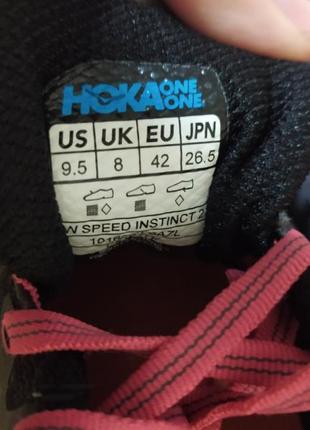 HOKA ONE ONE
US UK EU JPN
9.5 8 42 26.5
W SPEED INSTINCT 2